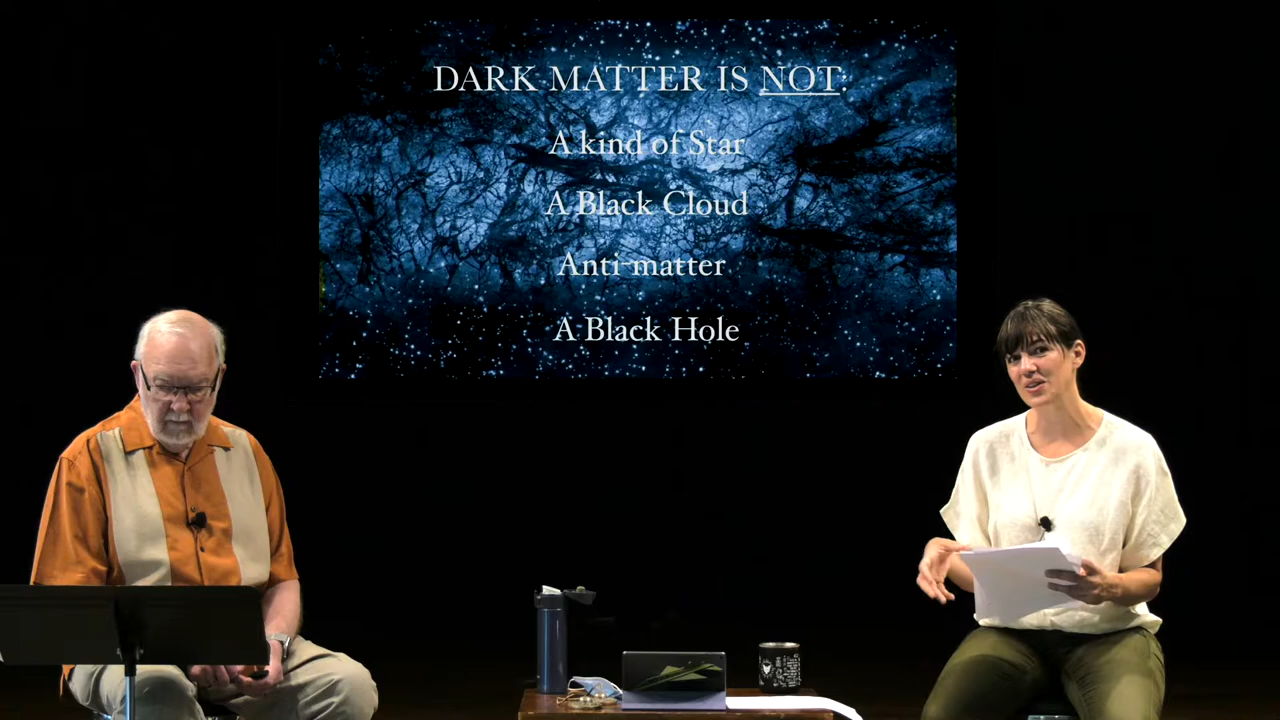 DARK MATTER IS NOT:
A kind of Star
A Black Cloud
Anti-matter
A Black Hole